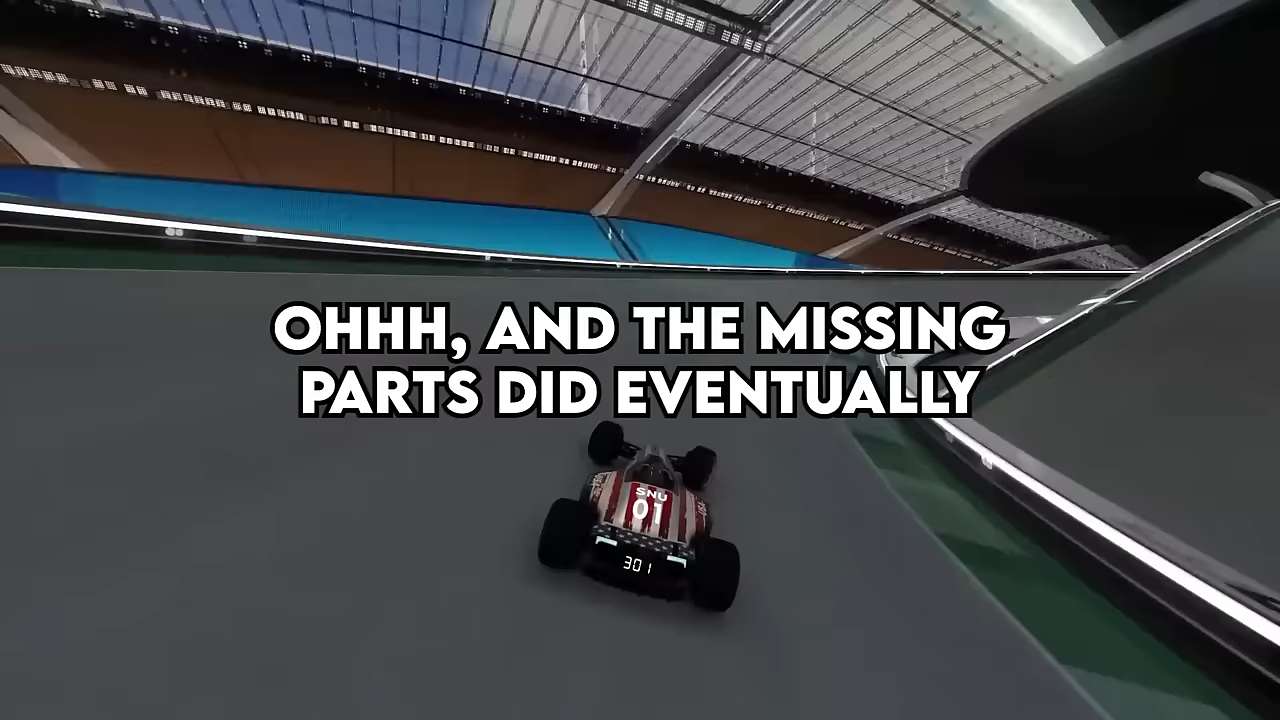 OHHH, AND THE MISSING
PARTS DID EVENTUALLY
SNU
01
301